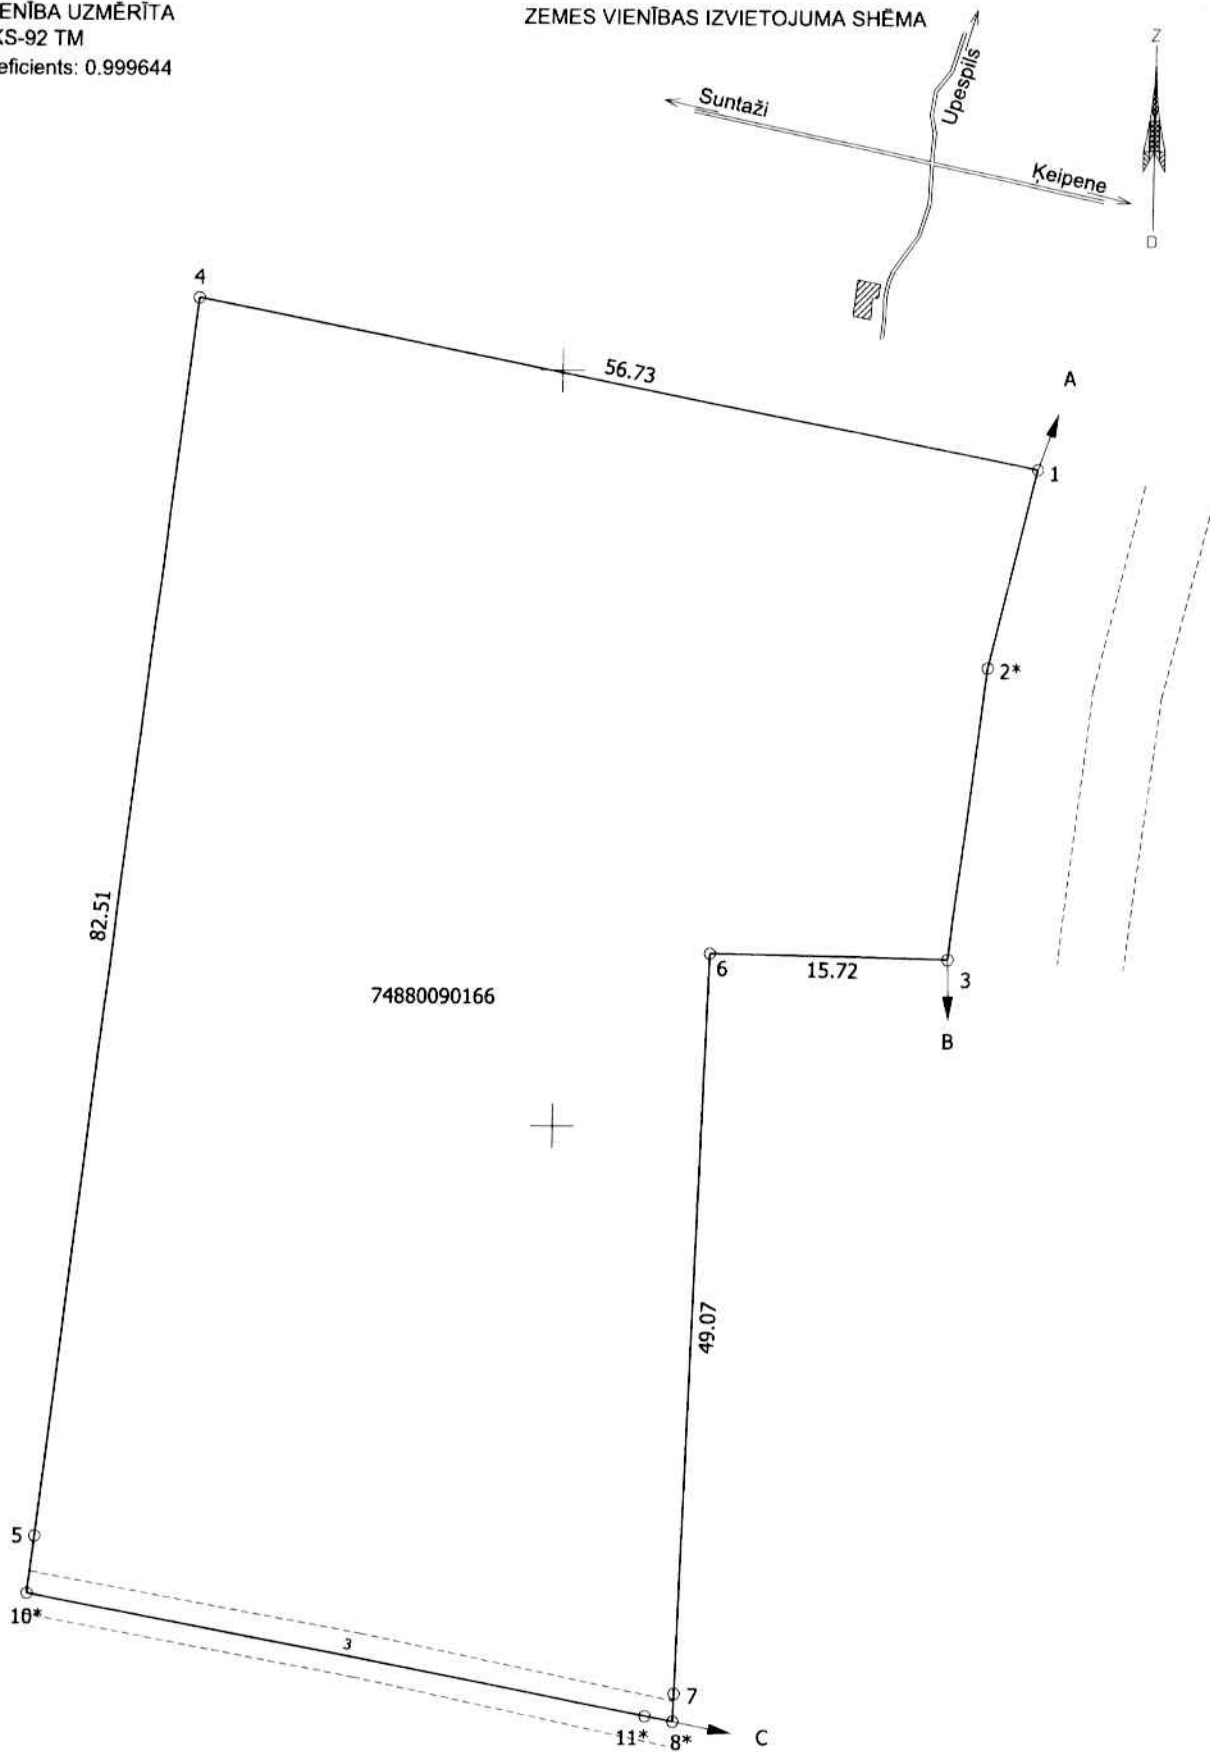 ENĪBA UZMĒRĪTA
KS-92 TM
eficients: 0.999644
ZEMES VIENĪBAS IZVIETOJUMA SHĒMA
Suntaži
Upespils
Ķeipene
Z
D
4
56.73
A
1
2*
82.51
6
15.72
3
74880090166
B
49.07
5
10*
3
7
11*
8*
C